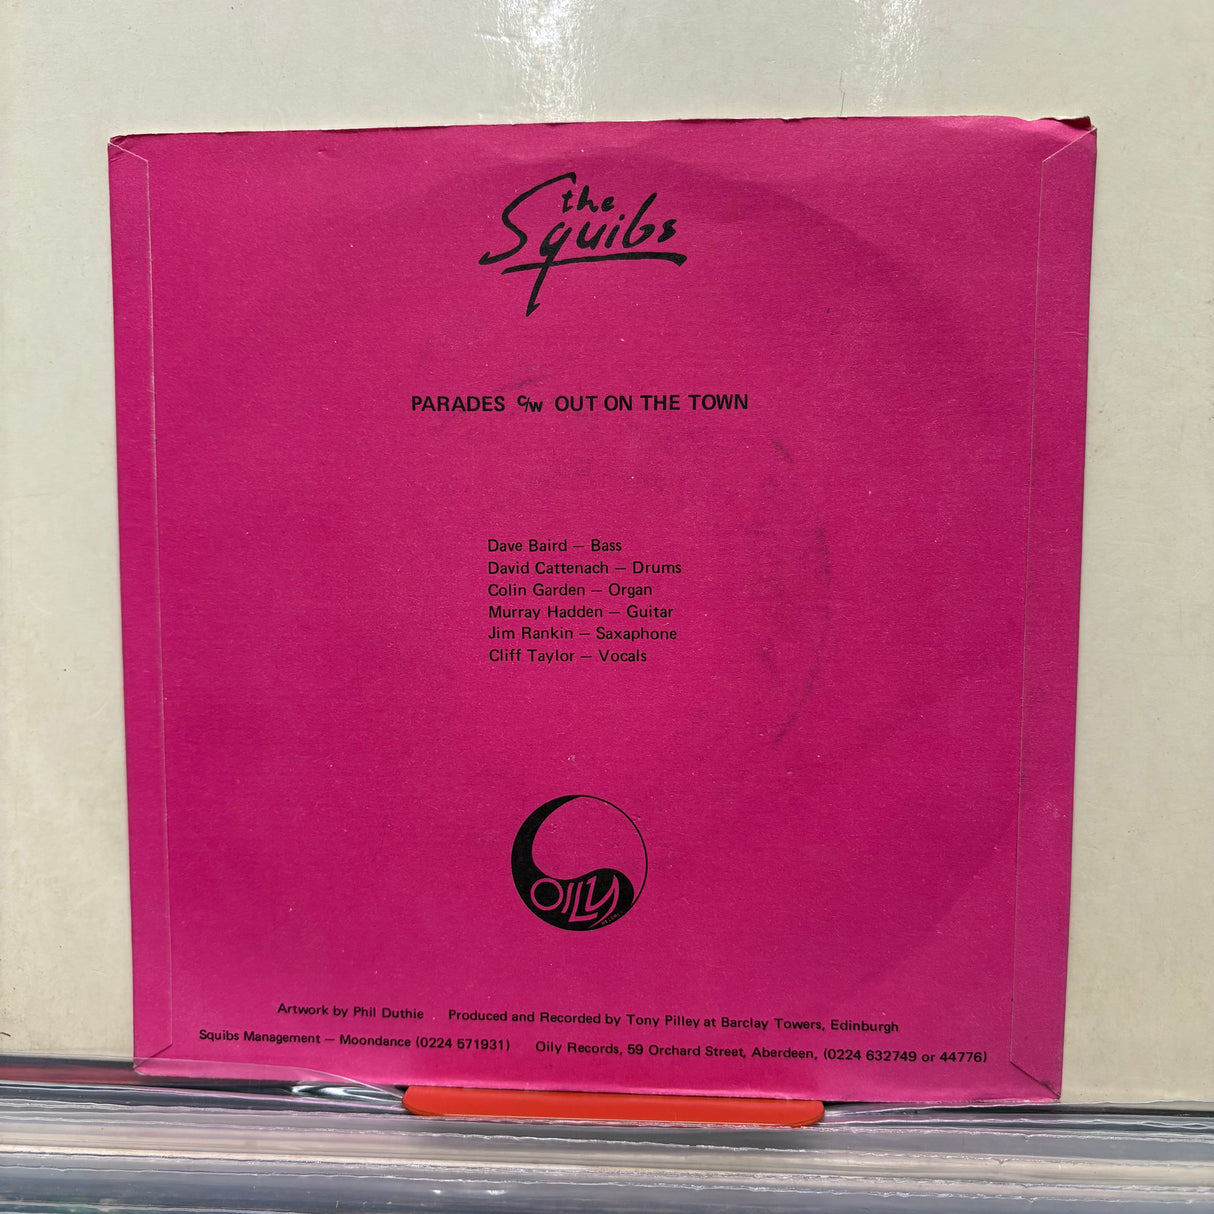 the
Squibs
PARADES c/w OUT ON THE TOWN
Dave Baird — Bass
David Cattenach — Drums
Colin Garden — Organ
Murray Hadden — Guitar
Jim Rankin — Saxaphone
Cliff Taylor — Vocals
OILY
Artwork by Phil Duthie . Produced and Recorded by Tony Pilley at Barclay Towers, Edinburgh
Squibs Management — Moondance (0224 571931) Oily Records, 59 Orchard Street, Aberdeen, (0224 632749 or 44776)